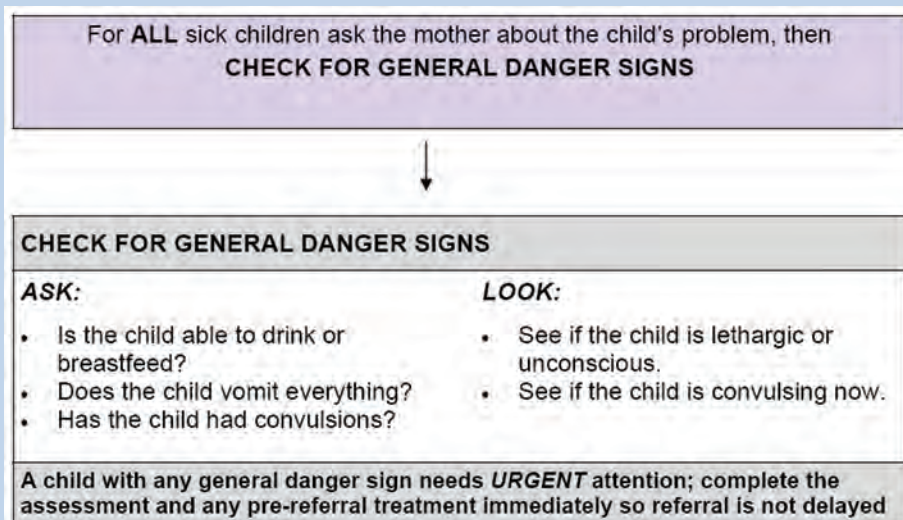 For ALL sick children ask the mother about the child's problem, then
CHECK FOR GENERAL DANGER SIGNS
CHECK FOR GENERAL DANGER SIGNS
ASK:
• Is the child able to drink or
breastfeed?
• Does the child vomit everything?
• Has the child had convulsions?
LOOK:
• See if the child is lethargic or
unconscious.
• See if the child is convulsing now.
A child with any general danger sign needs URGENT attention; complete the
assessment and any pre-referral treatment immediately so referral is not delayed